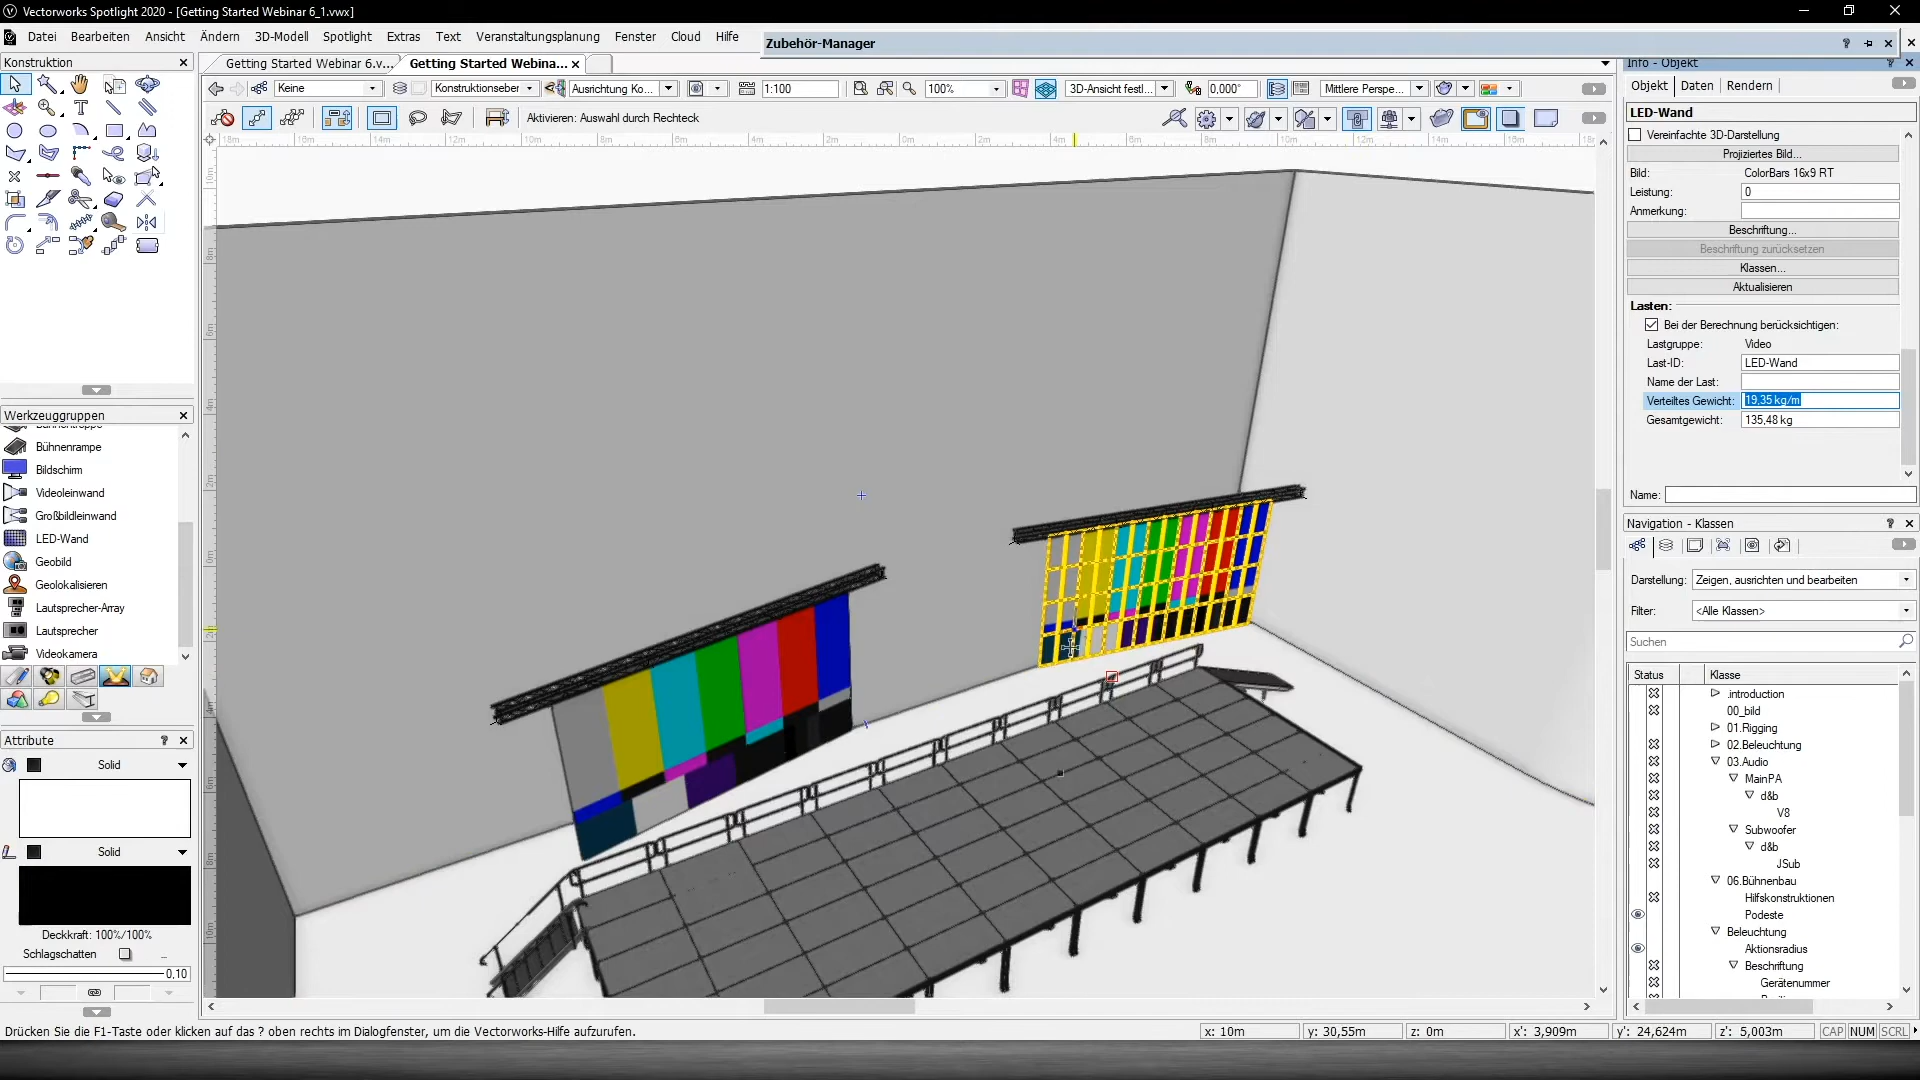 Vectorworks Spotlight 2020 - [Getting Started Webinar 6_1.vwx]
Datei Bearbeiten Ansicht Ändern 3D-Modell Spotlight Extras Text Veranstaltungsplanung Fenster Cloud Hilfe
Zubehör-Manager
Konstruktion
Getting Started Webinar 6.v... Getting Started Webina...
Info - Objekt
Keine Konstruktionseber Ausrichtung Ko... 1:100 100% 3D-Ansicht festl... 0,000° Mittlere Perspe...
Aktivieren: Auswahl durch Rechteck
Objekt Daten Rendern
LED-Wand
Vereinfachte 3D-Darstellung
Projiziertes Bild...
Bild: ColorBars 16x9 RT
Leistung: 0
Anmerkung:
Beschriftung...
Beschriftung zurücksetzen
Klassen...
Aktualisieren
Lasten:
Bei der Berechnung berücksichtigen:
Lastgruppe: Video
Last-ID: LED-Wand
Name der Last:
Verteiltes Gewicht: 19,35 kg/m
Gesamtgewicht: 135,48 kg
Name:
Werkzeuggruppen
Bühnenrampe
Bildschim
Videoleinwand
Großbildleinwand
LED-Wand
Geobild
Geolokalisieren
Lautsprecher-Array
Lautsprecher
Videokamera
Attribute
Solid
Solid
Deckkraft: 100%/100%
Schlagschatten ...
0,10
Navigation - Klassen
Darstellung: Zeigen, ausrichten und bearbeiten
Filter: <Alle Klassen>
Suchen
Status Klasse
.introduction
00_bild
01.Rigging
02.Beleuchtung
03.Audio
MainPA
d&b
V8
Subwoofer
d&b
JSub
06.Bühnenbau
Hilfskonstruktionen
Podeste
Beleuchtung
Aktionsradius
Beschriftung
Gerätenummer
Drücken Sie die F1-Taste oder klicken auf das ? oben rechts im Dialogfenster, um die Vectorworks-Hilfe aufzurufen.
x: 10m y: 30,55m z: 0m x': 3,909m y': 24,624m z': 5,003m CAP NUM SCRL